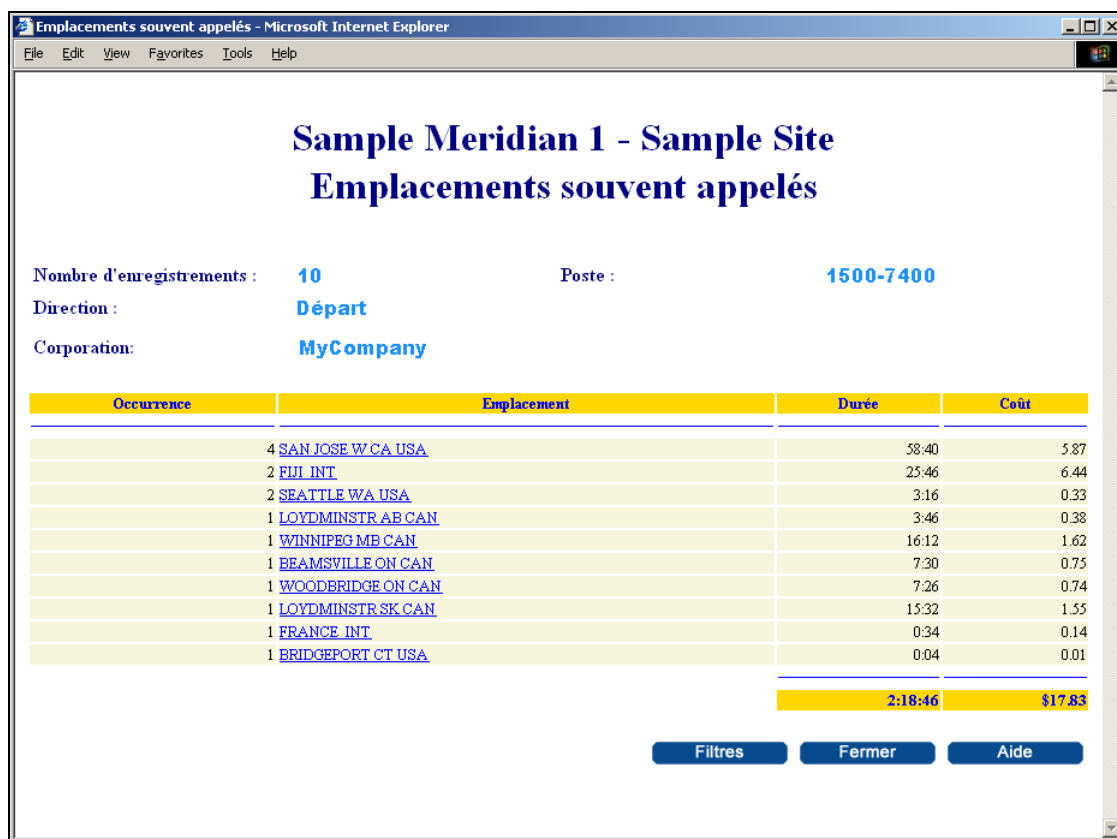 Emplacements souvent appelés - Microsoft Internet Explorer
File Edit View Favorites Tools Help
Sample Meridian 1 - Sample Site
Emplacements souvent appelés
Nombre d'enregistrements : 10 Poste : 1500-7400
Direction : Départ
Corporation: MyCompany
Occurrence Emplacement Durée Coût
4 SAN JOSE W CA USA 58:40 5.87
2 FIJI INT 25:46 6.44
2 SEATTLE WA USA 3:16 0.33
1 LOYDMINSTR AB CAN 3:46 0.38
1 WINNIPEG MB CAN 16:12 1.62
1 BEAMSVILLE ON CAN 7:30 0.75
1 WOODBRIDGE ON CAN 7:26 0.74
1 LOYDMINSTR SK CAN 15:32 1.55
1 FRANCE INT 0:34 0.14
1 BRIDGEPORT CT USA 0:04 0.01
2:18:46 $17.83
Filtres Fermer Aide